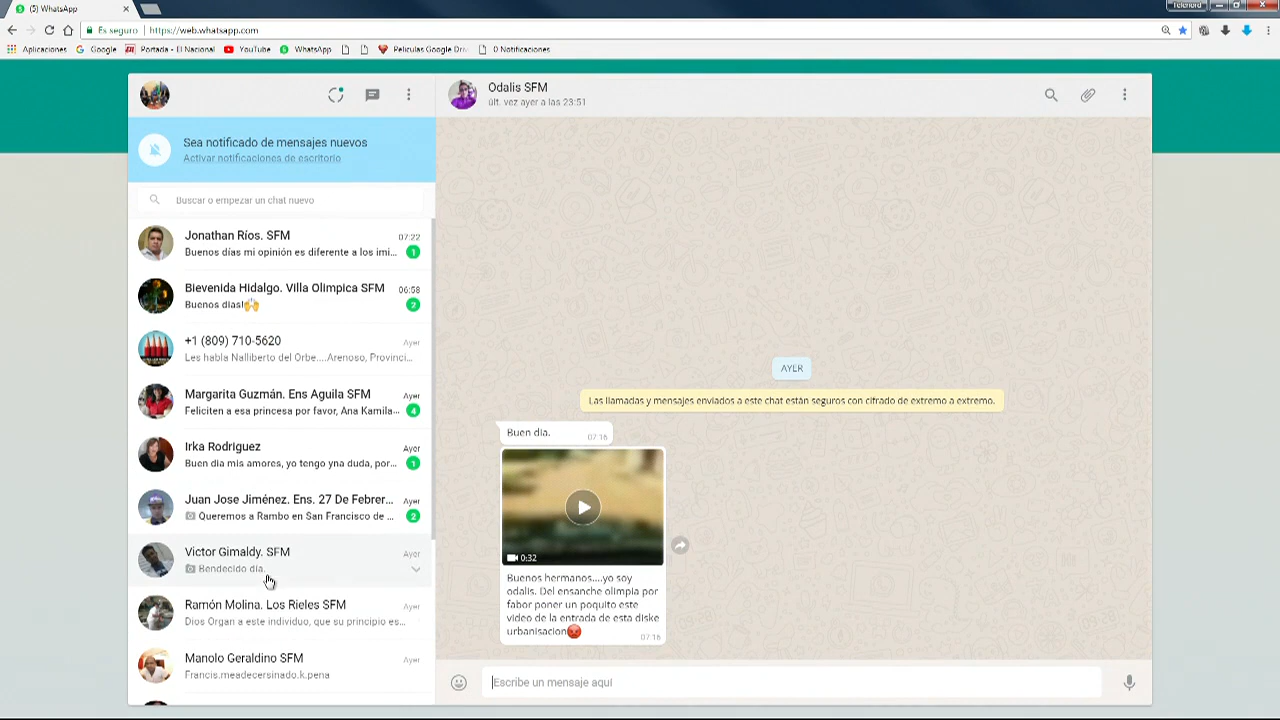 (5) WhatsApp
Telenord
Es seguro | https://web.whatsapp.com
Aplicaciones Google Portada - El Nacional YouTube WhatsApp Peliculas Google Driv 0 Notificaciones
Sea notificado de mensajes nuevos
Activar notificaciones de escritorio
Buscar o empezar un chat nuevo
Jonathan Ríos. SFM 07:22
Buenos días mi opinión es diferente a los imi... 1
Bievenida Hidalgo. Villa Olimpica SFM 06:58
Buenos dias!🙌 2
+1 (809) 710-5620 Ayer
Les habla Nalliberto del Orbe....Arenoso, Provinci...
Margarita Guzmán. Ens Aguila SFM Ayer
Feliciten a esa princesa por favor, Ana Kamila... 4
Irka Rodriguez Ayer
Buen dia mis amores, yo tengo yna duda, por... 1
Juan Jose Jiménez. Ens. 27 De Febrer... Ayer
Queremos a Rambo en San Francisco de ... 2
Victor Gimaldy. SFM Ayer
Bendecido día.
Ramón Molina. Los Rieles SFM Ayer
Dios Organ a este individuo, que su principio es...
Manolo Geraldino SFM Ayer
Francis.meadecersinado.k.pena
Odalis SFM
últ. vez ayer a las 23:51
AYER
Las llamadas y mensajes enviados a este chat están seguros con cifrado de extremo a extremo.
Buen dia. 07:16
0:32
Buenos hermanos....yo soy
odalis. Del ensanche olimpia por
fabor poner un poquito este
video de la entrada de esta diske
urbanisacion😡 07:16
Escribe un mensaje aquí